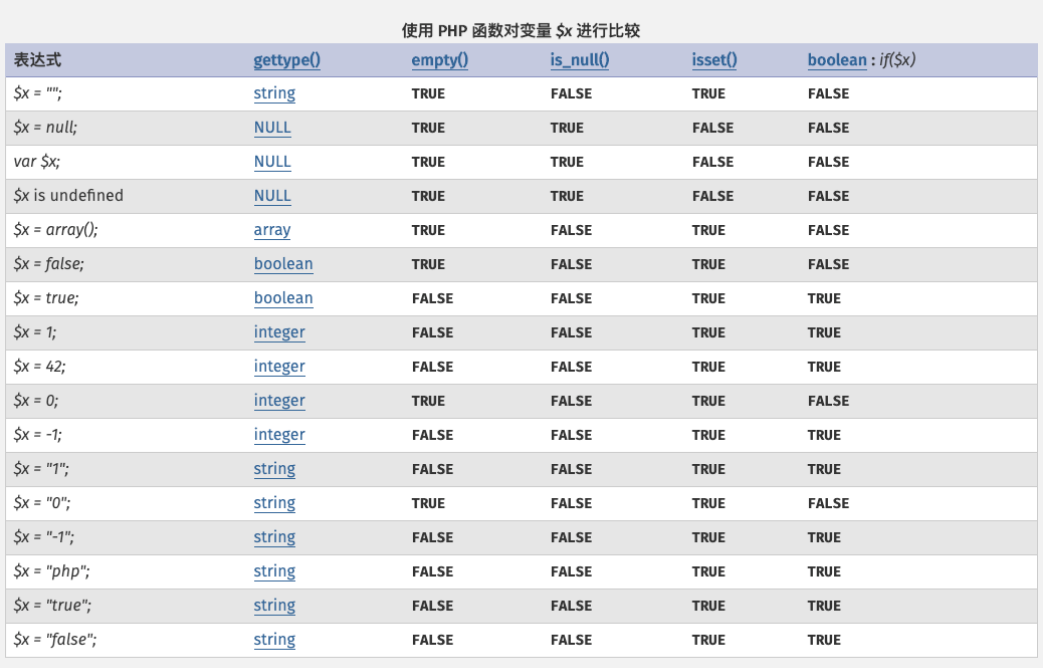 使用 PHP 函数对变量 $x 进行比较
表达式 gettype() empty() is_null() isset() boolean : if($x)
$x = ""; string TRUE FALSE TRUE FALSE
$x = null; NULL TRUE TRUE FALSE FALSE
var $x; NULL TRUE TRUE FALSE FALSE
$x is undefined NULL TRUE TRUE FALSE FALSE
$x = array(); array TRUE FALSE TRUE FALSE
$x = false; boolean TRUE FALSE TRUE FALSE
$x = true; boolean FALSE FALSE TRUE TRUE
$x = 1; integer FALSE FALSE TRUE TRUE
$x = 42; integer FALSE FALSE TRUE TRUE
$x = 0; integer TRUE FALSE TRUE FALSE
$x = -1; integer FALSE FALSE TRUE TRUE
$x = "1"; string FALSE FALSE TRUE TRUE
$x = "0"; string TRUE FALSE TRUE FALSE
$x = "-1"; string FALSE FALSE TRUE TRUE
$x = "php"; string FALSE FALSE TRUE TRUE
$x = "true"; string FALSE FALSE TRUE TRUE
$x = "false"; string FALSE FALSE TRUE TRUE